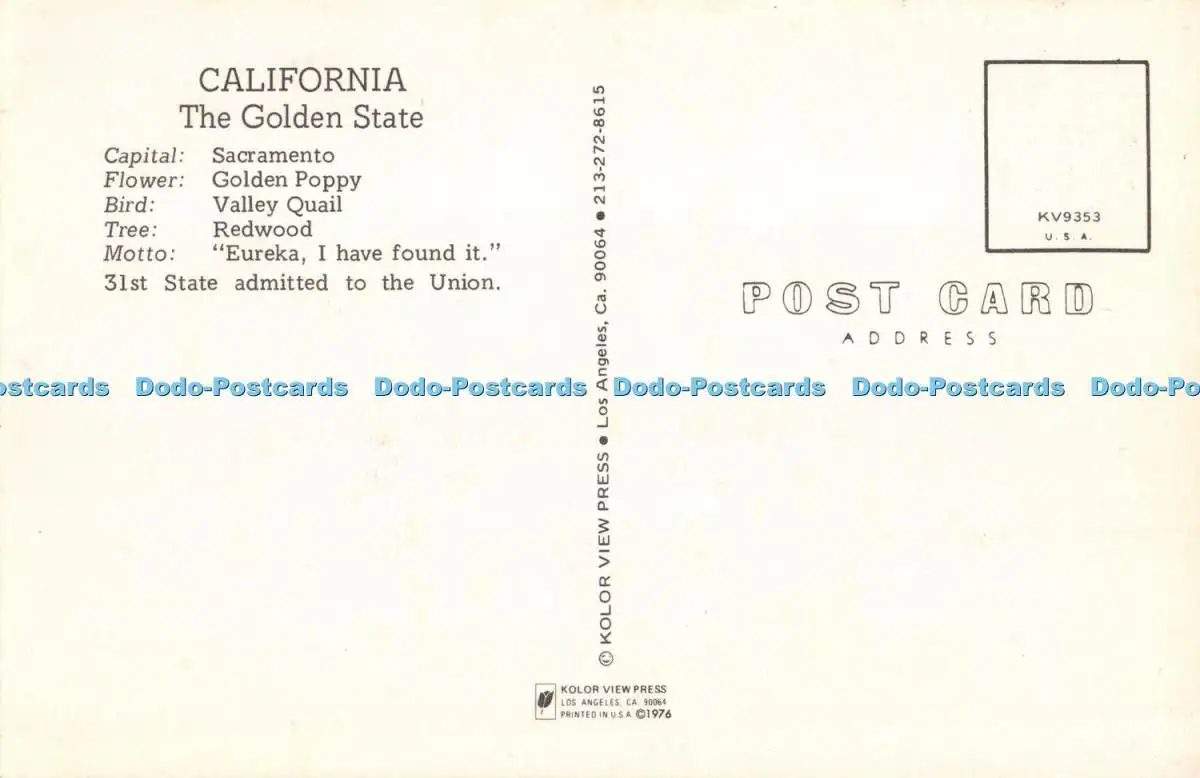 CALIFORNIA
The Golden State
Capital: Sacramento
Flower: Golden Poppy
Bird: Valley Quail
Tree: Redwood
Motto: “Eureka, I have found it.”
31st State admitted to the Union.
© KOLOR VIEW PRESS ● Los Angeles, Ca. 90064 ● 213-272-8615
KV9353
U. S. A.
POST CARD
ADDRESS
ostcards Dodo-Postcards Dodo-Postcards Dodo-Postcards Dodo-Postcards Dodo-Po
KOLOR VIEW PRESS
LOS ANGELES, CA. 90064
PRINTED IN U.S.A. ©1976